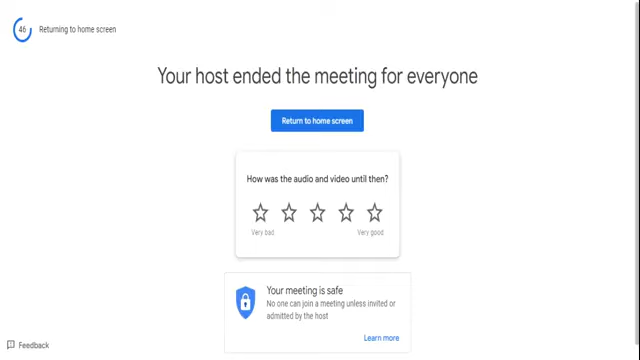 46 Returning to home screen
Your host ended the meeting for everyone
Return to home screen
How was the audio and video until then?
Very bad Very good
Your meeting is safe
No one can join a meeting unless invited or
admitted by the host
Learn more
Feedback